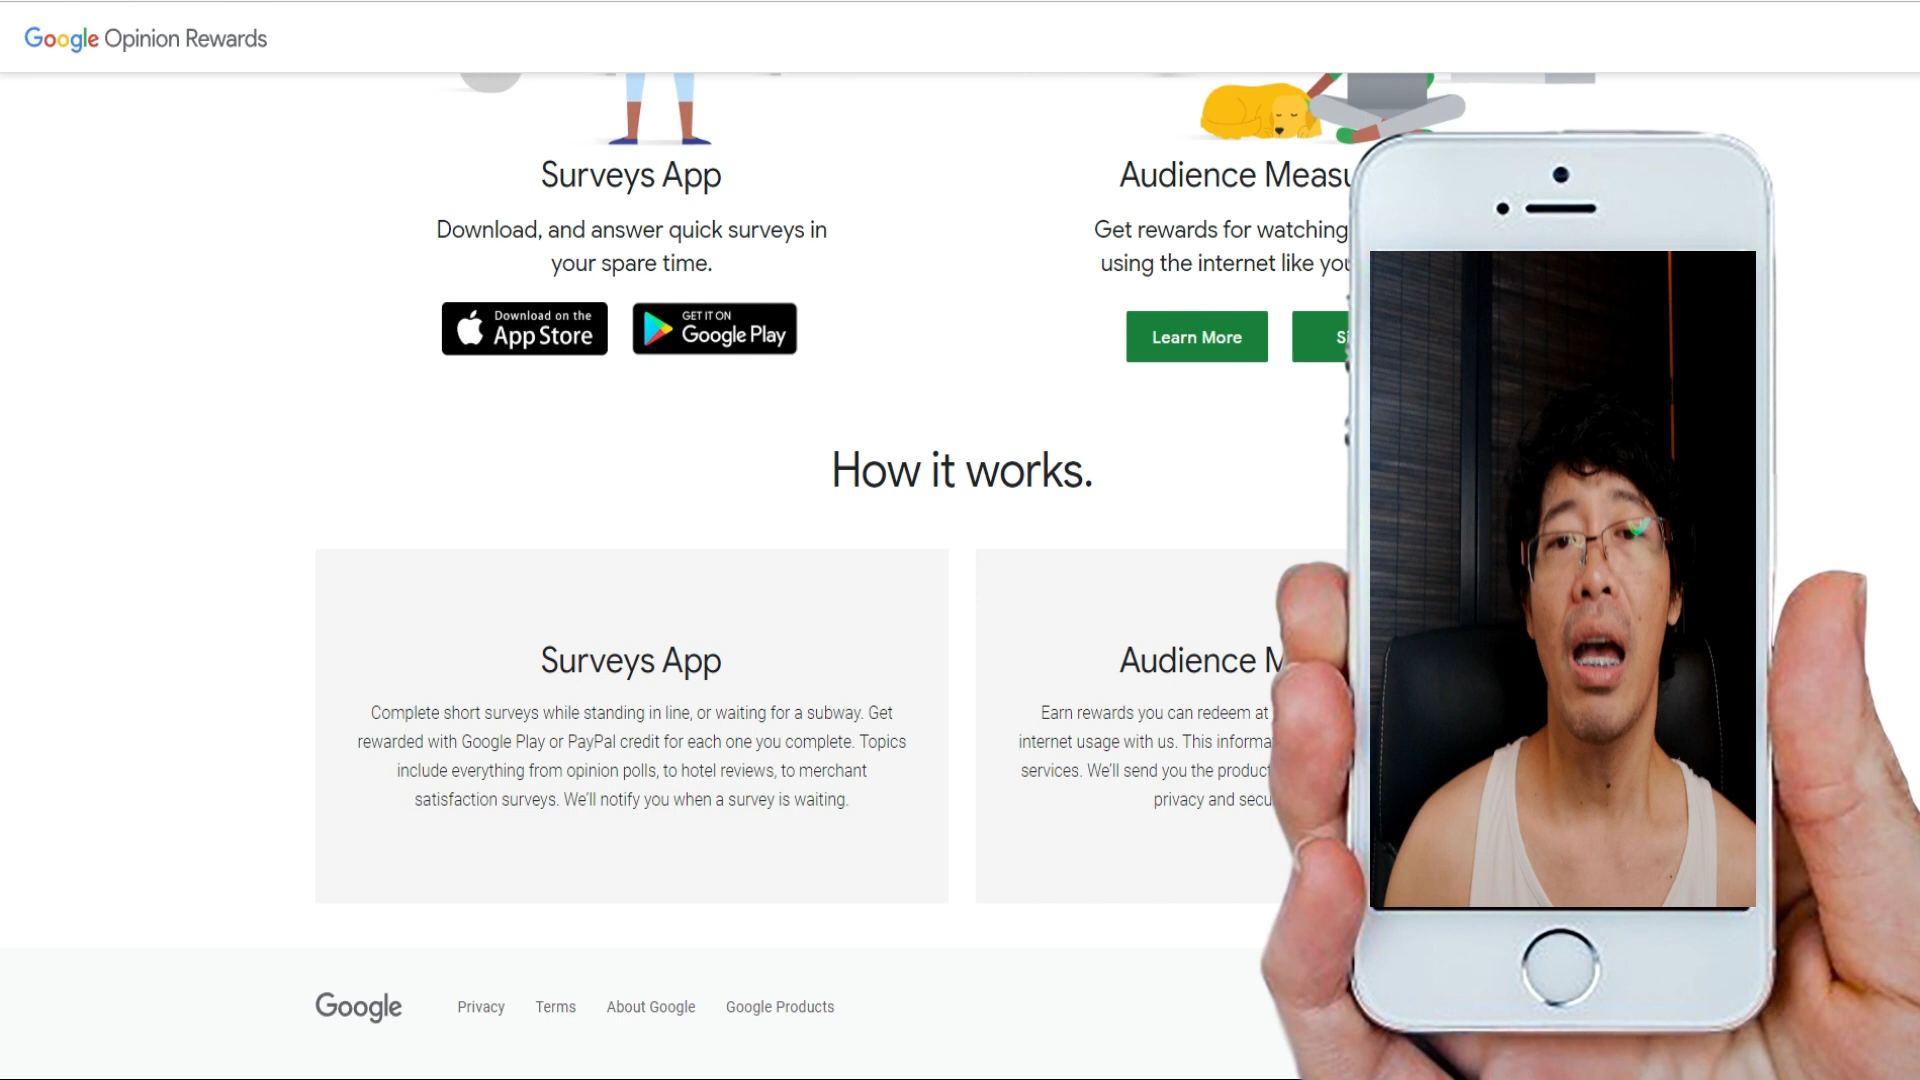 Google Opinion Rewards
Surveys App
Download, and answer quick surveys in
your spare time.
Download on the
App Store
GET IT ON
Google Play
Audience
Get rewards for watching
using the internet like
Learn More
How it works.
Surveys App
Complete short surveys while standing in line, or waiting for a subway. Get
rewarded with Google Play or PayPal credit for each one you complete. Topics
include everything from opinion polls, to hotel reviews, to merchant
satisfaction surveys. We'll notify you when a survey is waiting.
Audience
Earn rewards you can redeem at
internet usage with us. This
services. We'll send you the
privacy and
Google
Privacy
Terms
About Google
Google Products